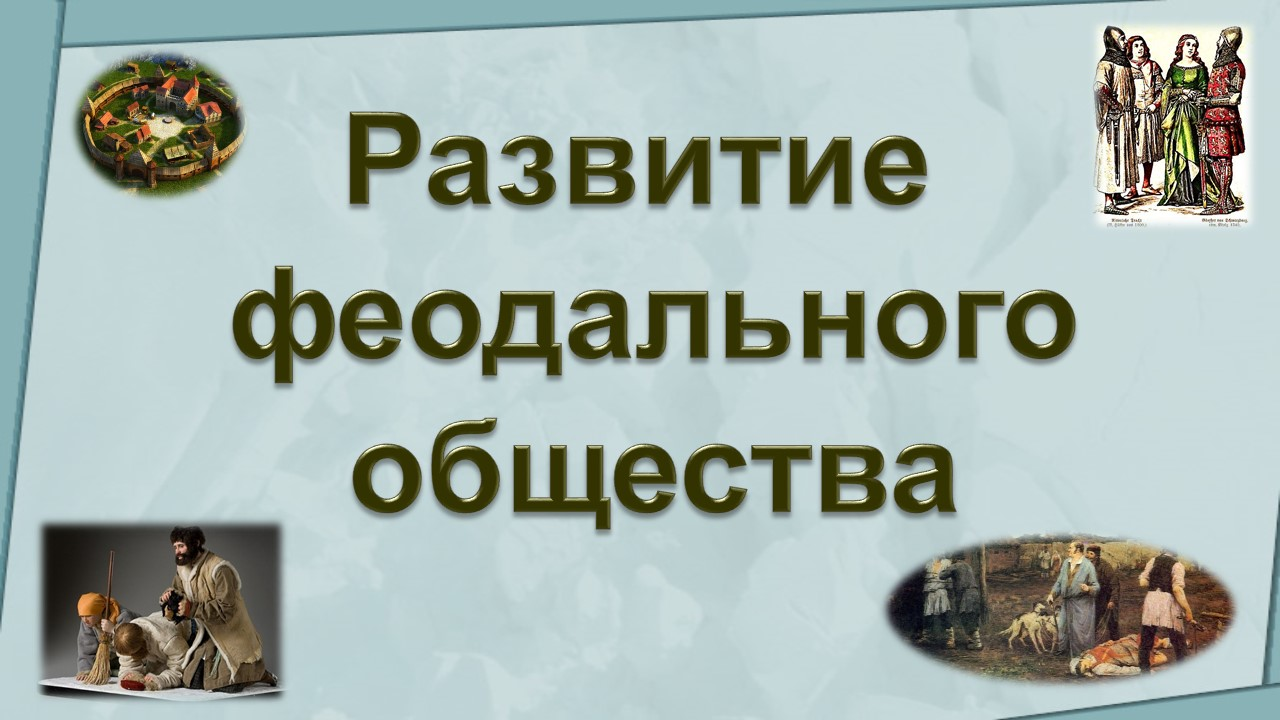 Развитие
феодального
общества